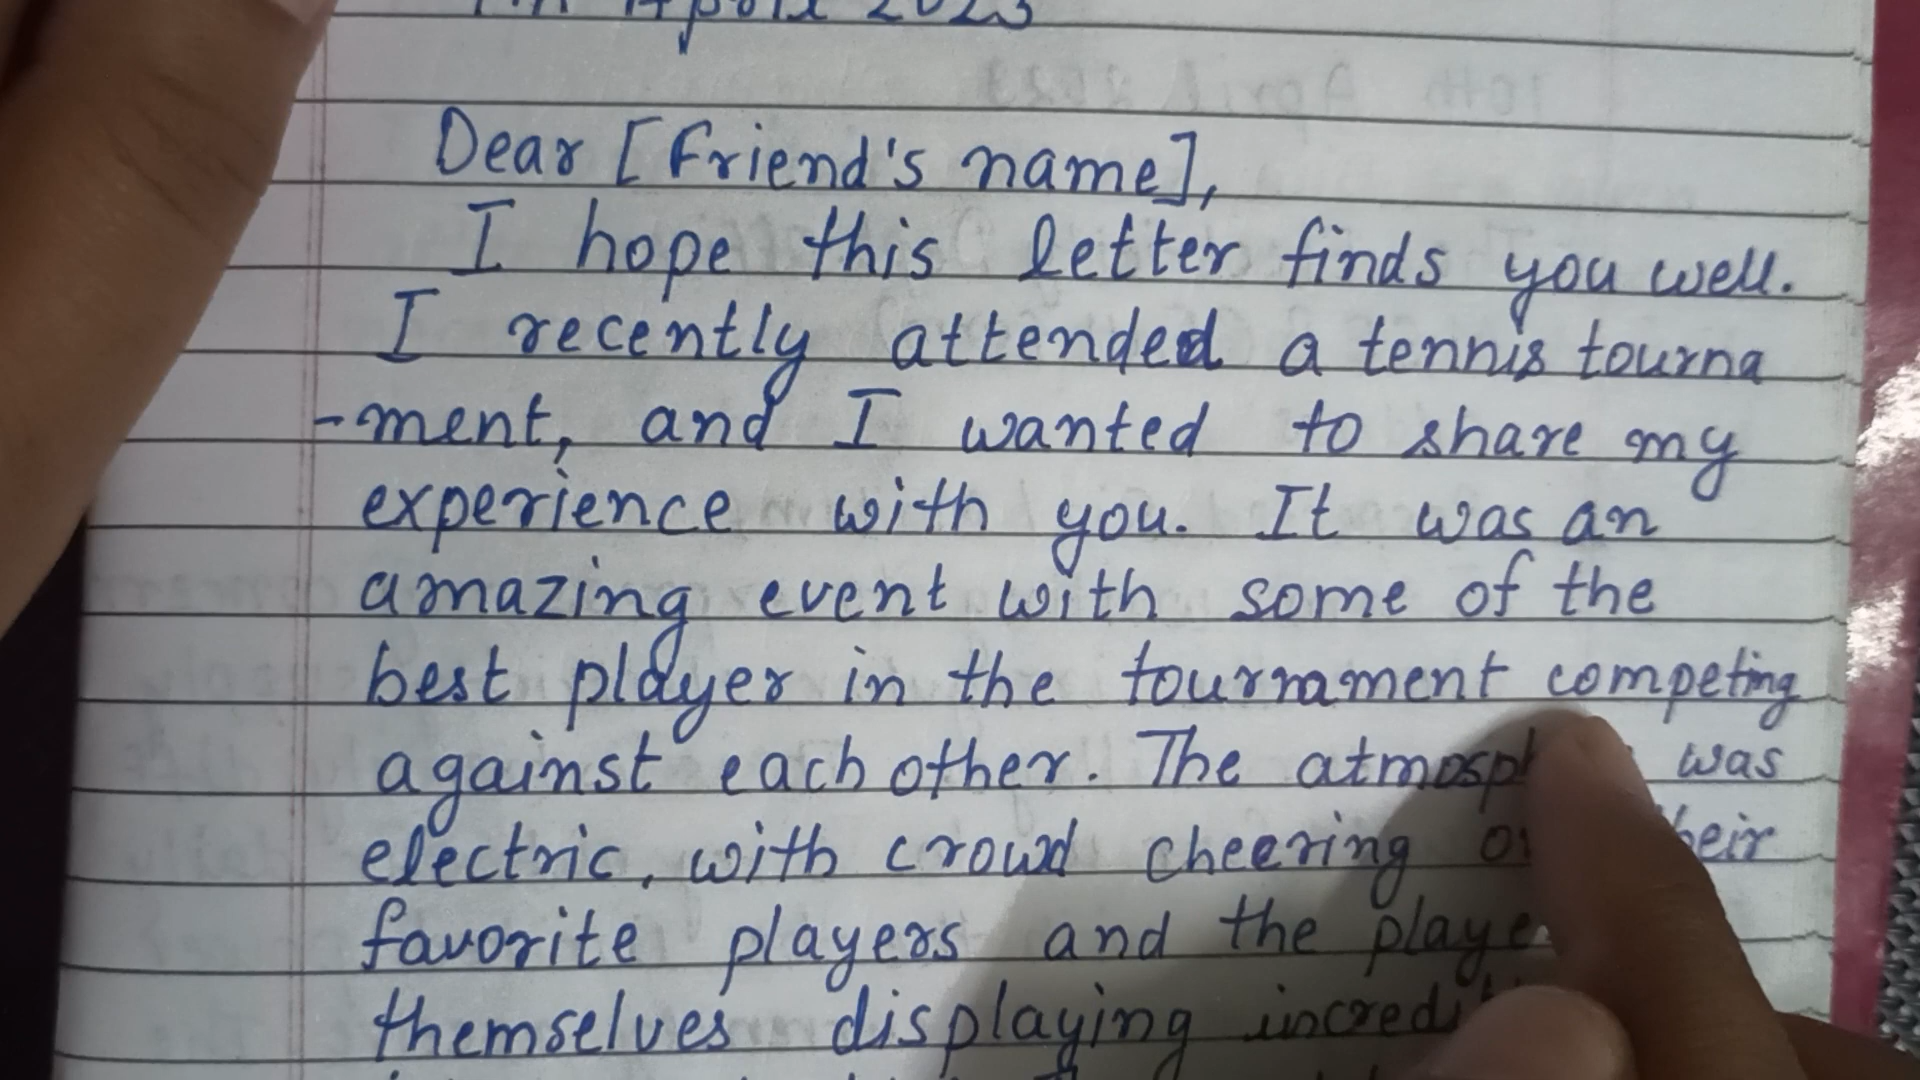 April 2023
Dear [Friend's name],
I hope this letter finds you well.
I recently attended a tennis tourna
-ment, and I wanted to share my
experience with you. It was an
amazing event with some of the
best player in the tournament competing
against each other. The was
electric, with crowd cheering
favorite players and the
themselves displaying